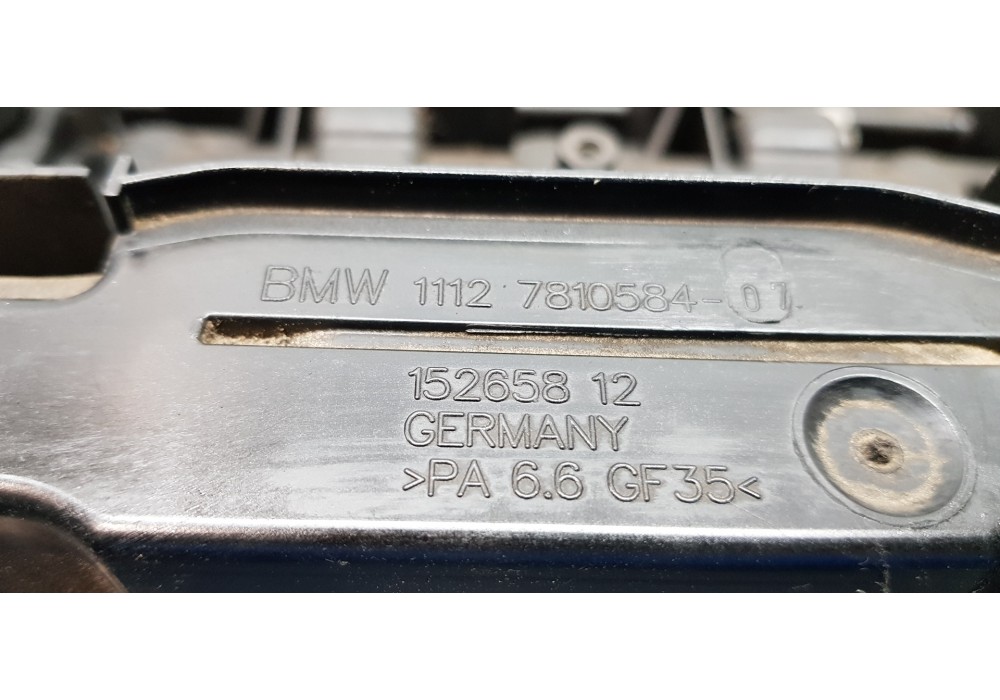 BMW 1112 7810584-01
152658 12
GERMANY
>PA 6.6 GF35<